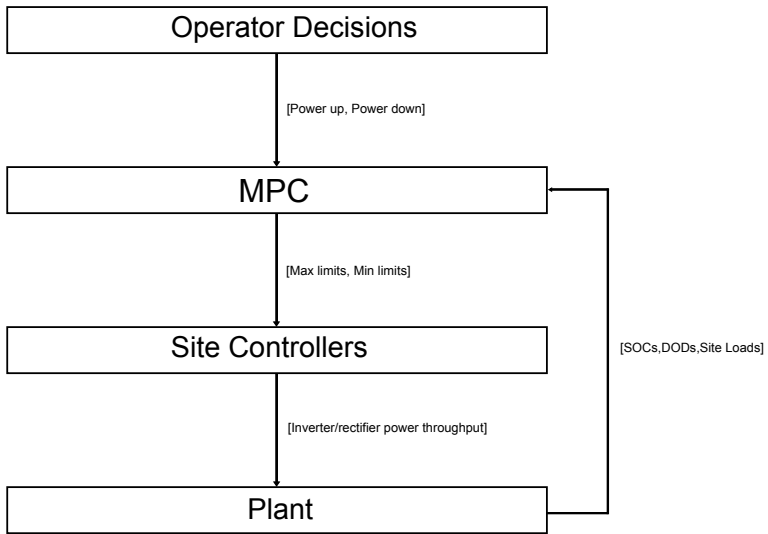 Operator Decisions
[Power up, Power down]
MPC
[Max limits, Min limits]
Site Controllers
[SOCs,DODs,Site Loads]
[Inverter/rectifier power throughput]
Plant